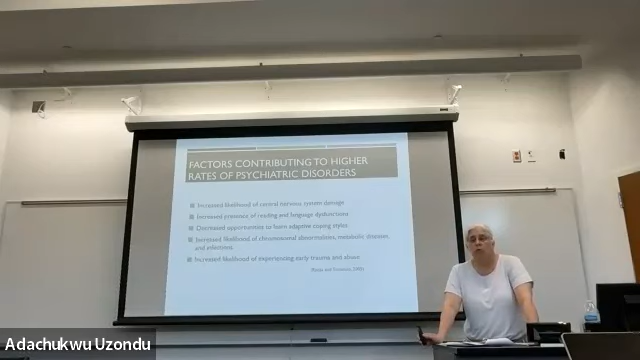 FACTORS CONTRIBUTING TO HIGHER
RATES OF PSYCHIATRIC DISORDERS
Increased likelihood of central nervous system damage
Increased presence of reading and language dysfunctions
Decreased opportunities to learn adaptive coping styles
Increased likelihood of chromosomal abnormalities, metabolic diseases,
and infections
Increased likelihood of experiencing early trauma and abuse
Adachukwu Uzondu